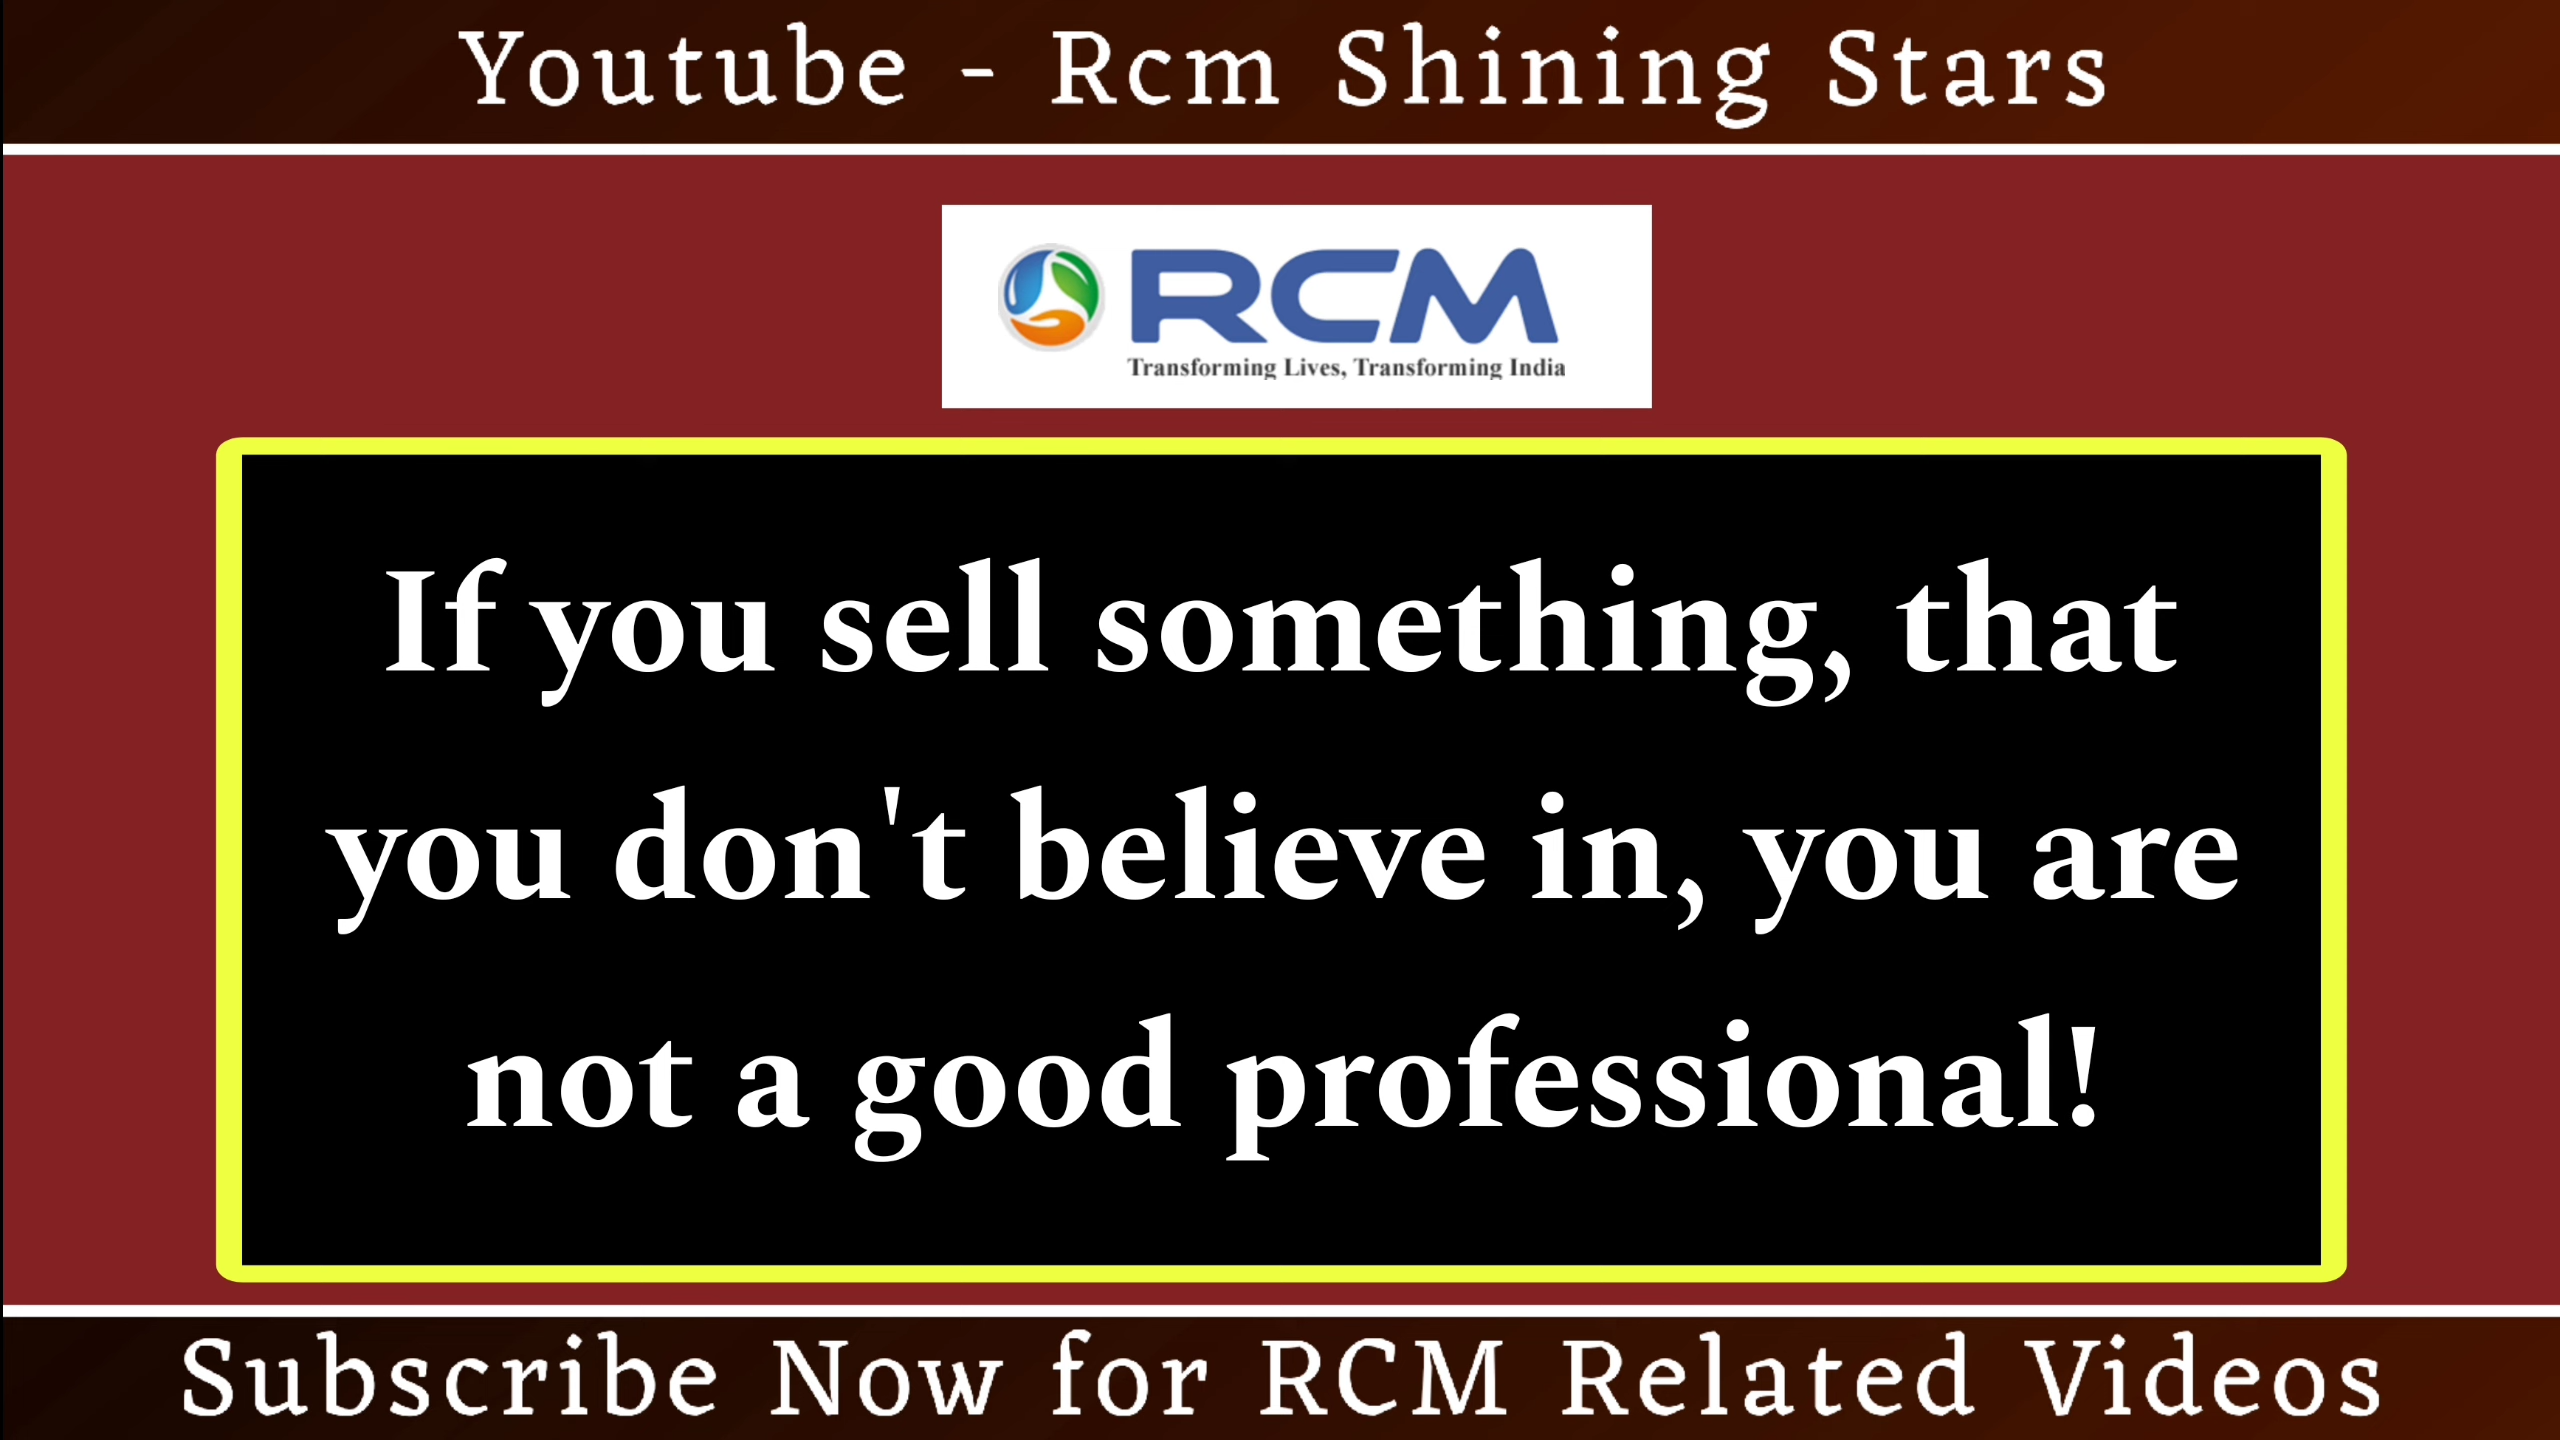 Youtube - Rcm Shining Stars
RCM
Transforming Lives, Transforming India
If you sell something, that
you don't believe in, you are
not a good professional!
Subscribe Now for RCM Related Videos